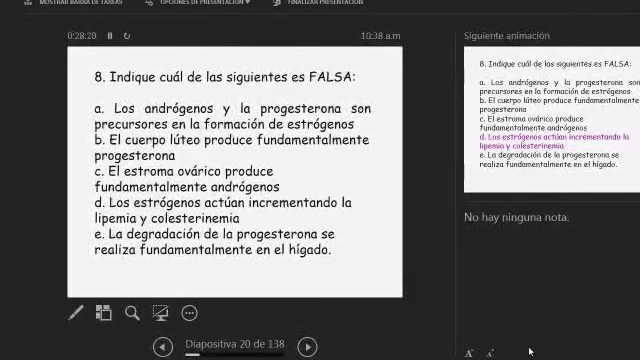 MOSTRAR BARRA DE TAREAS OPCIONES DE PRESENTACIÓN ▾ FINALIZAR PRESENTACIÓN
0:28:20 10:38 a.m
Siguiente animación
8. Indique cuál de las siguientes es FALSA:
a. Los andrógenos y la progesterona son
precursores en la formación de estrógenos
b. El cuerpo lúteo produce fundamentalmente
progesterona
c. El estroma ovárico produce
fundamentalmente andrógenos
d. Los estrógenos actúan incrementando la
lipemia y colesterinemia
e. La degradación de la progesterona se
realiza fundamentalmente en el hígado.
8. Indique cuál de las siguientes es FALSA:
a. Los andrógenos y la progesterona son
precursores en la formación de estrógenos
b. El cuerpo lúteo produce fundamentalmente
progesterona
c. El estroma ovárico produce
fundamentalmente andrógenos
d. Los estrógenos actúan incrementando la
lipemia y colesterinemia
e. La degradación de la progesterona se
realiza fundamentalmente en el hígado.
No hay ninguna nota.
Diapositiva 20 de 138
A A